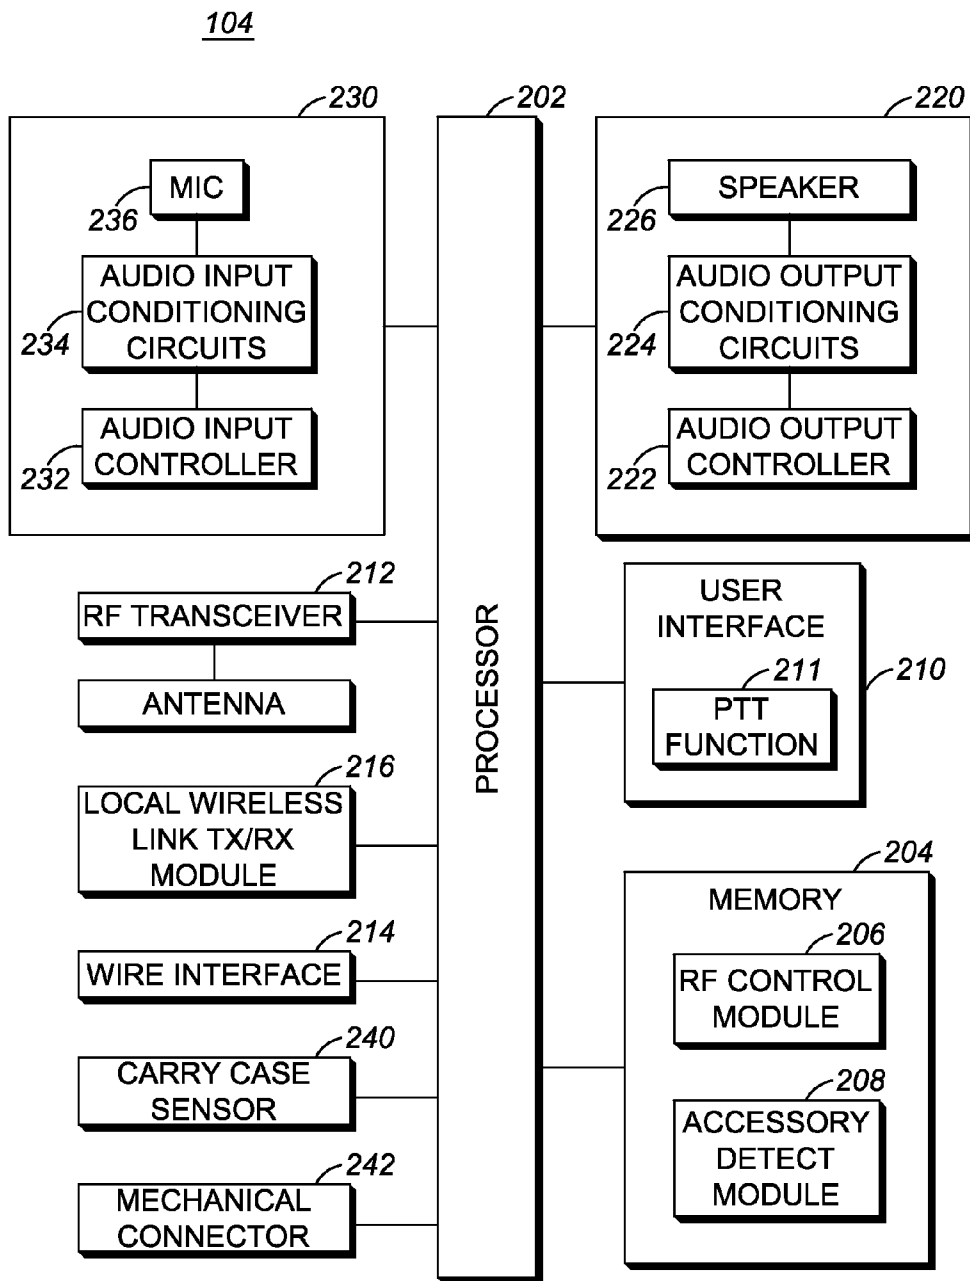 104
230
202
220
MIC
236
AUDIO INPUT
CONDITIONING
CIRCUITS
234
AUDIO INPUT
CONTROLLER
232
SPEAKER
226
AUDIO OUTPUT
CONDITIONING
CIRCUITS
224
AUDIO OUTPUT
CONTROLLER
222
PROCESSOR
212
RF TRANSCEIVER
ANTENNA
216
LOCAL WIRELESS
LINK TX/RX
MODULE
214
WIRE INTERFACE
240
CARRY CASE
SENSOR
242
MECHANICAL
CONNECTOR
USER
INTERFACE
211
210
PTT
FUNCTION
204
MEMORY
206
RF CONTROL
MODULE
208
ACCESSORY
DETECT
MODULE